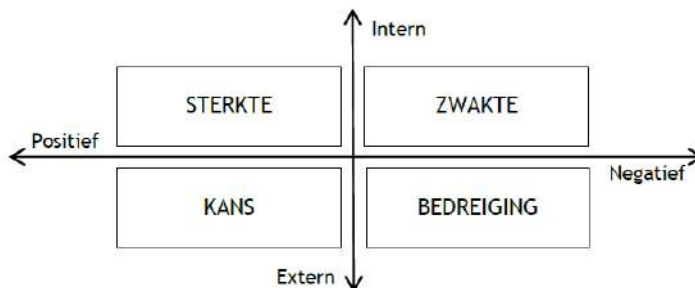 Intern
STERKTE
ZWAKTE
Positief
Negatief
KANS
BEDREIGING
Extern